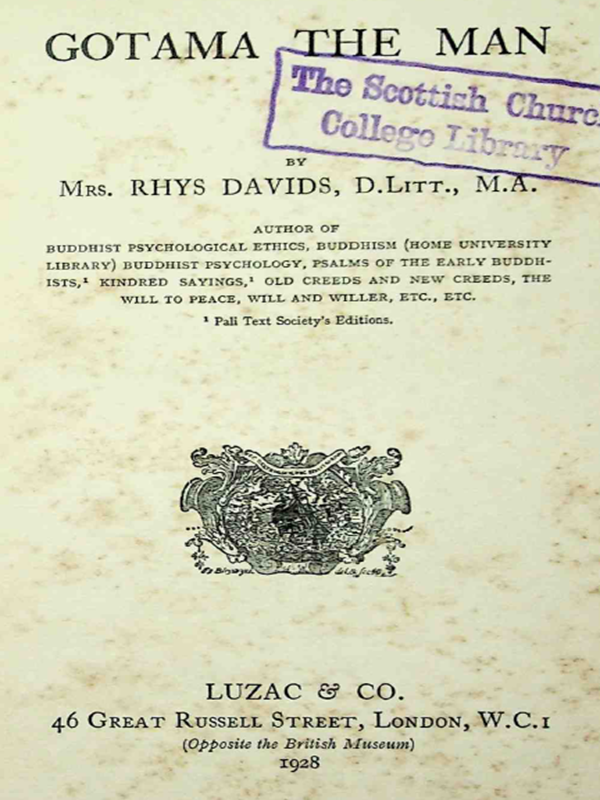 GOTAMA THE MAN
The Scottish Churc
College Library
BY
MRS. RHYS DAVIDS, D.LITT., M.A.
AUTHOR OF
BUDDHIST PSYCHOLOGICAL ETHICS, BUDDHISM (HOME UNIVERSITY
LIBRARY) BUDDHIST PSYCHOLOGY, PSALMS OF THE EARLY BUDDH-
ISTS,¹ KINDRED SAYINGS,¹ OLD CREEDS AND NEW CREEDS, THE
WILL TO PEACE, WILL AND WILLER, ETC., ETC.
¹ Pali Text Society's Editions.
LUZAC & CO.
46 GREAT RUSSELL STREET, LONDON, W.C.1
(Opposite the British Museum)
1928